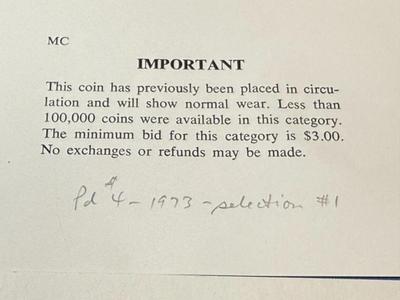 MC
IMPORTANT
This coin has previously been placed in circu-
lation and will show normal wear. Less than
100,000 coins were available in this category.
The minimum bid for this category is $3.00.
No exchanges or refunds may be made.
Pd $4 - 1973 - selection #1